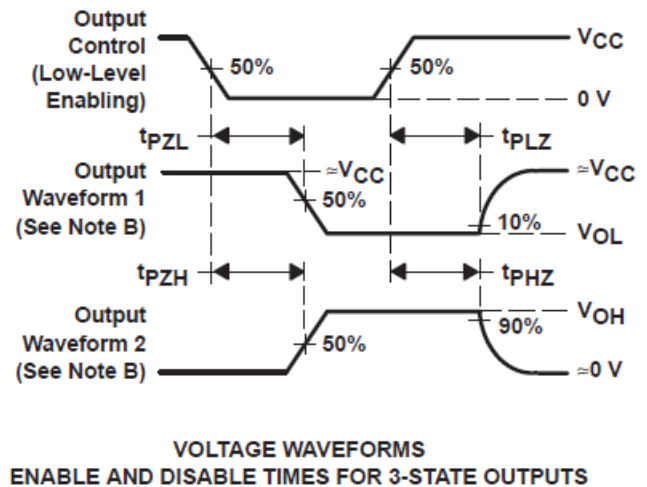 Output
Control
(Low-Level
Enabling)
50%
50%
VCC
0 V
tPZL
tPLZ
Output
Waveform 1
(See Note B)
≈VCC
50%
≈VCC
10%
VOL
tPZH
tPHZ
Output
Waveform 2
(See Note B)
50%
VOH
90%
≈0 V
VOLTAGE WAVEFORMS
ENABLE AND DISABLE TIMES FOR 3-STATE OUTPUTS